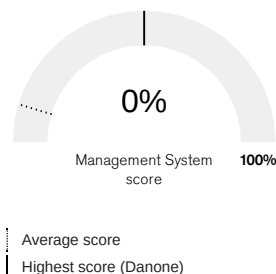 0%
Management System
score
100%
Average score
Highest score (Danone)